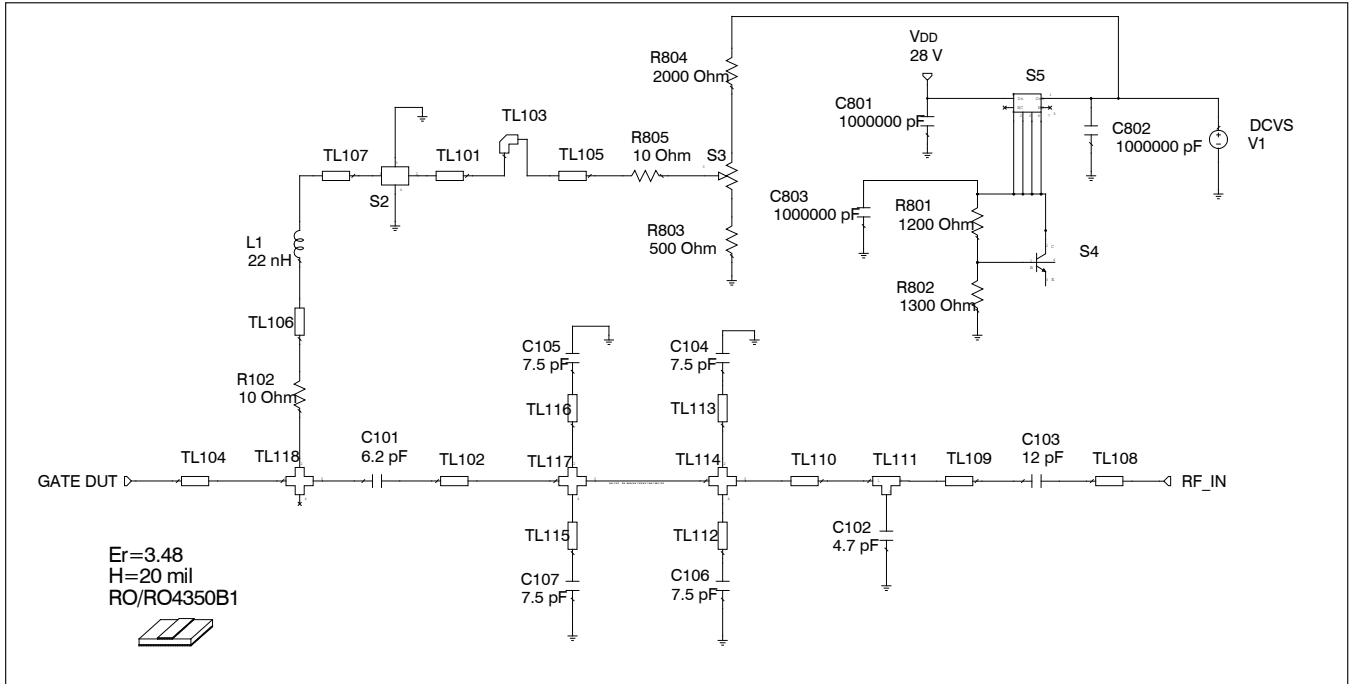 R804
2000 Ohm
VDD
28 V
S5
C801
1000000 pF
C802
1000000 pF
DCVS
V1
TL103
TL107
TL101
TL105
R805
10 Ohm
S3
S2
C803
1000000 pF
R801
1200 Ohm
R803
500 Ohm
S4
L1
22 nH
R802
1300 Ohm
TL106
C105
7.5 pF
C104
7.5 pF
R102
10 Ohm
TL116
TL113
C101
6.2 pF
C103
12 pF
TL104
TL118
TL102
TL117
TL114
TL110
TL111
TL109
TL108
GATE DUT
RF_IN
TL115
TL112
C102
4.7 pF
C107
7.5 pF
C106
7.5 pF
Er=3.48
H=20 mil
RO/RO4350B1